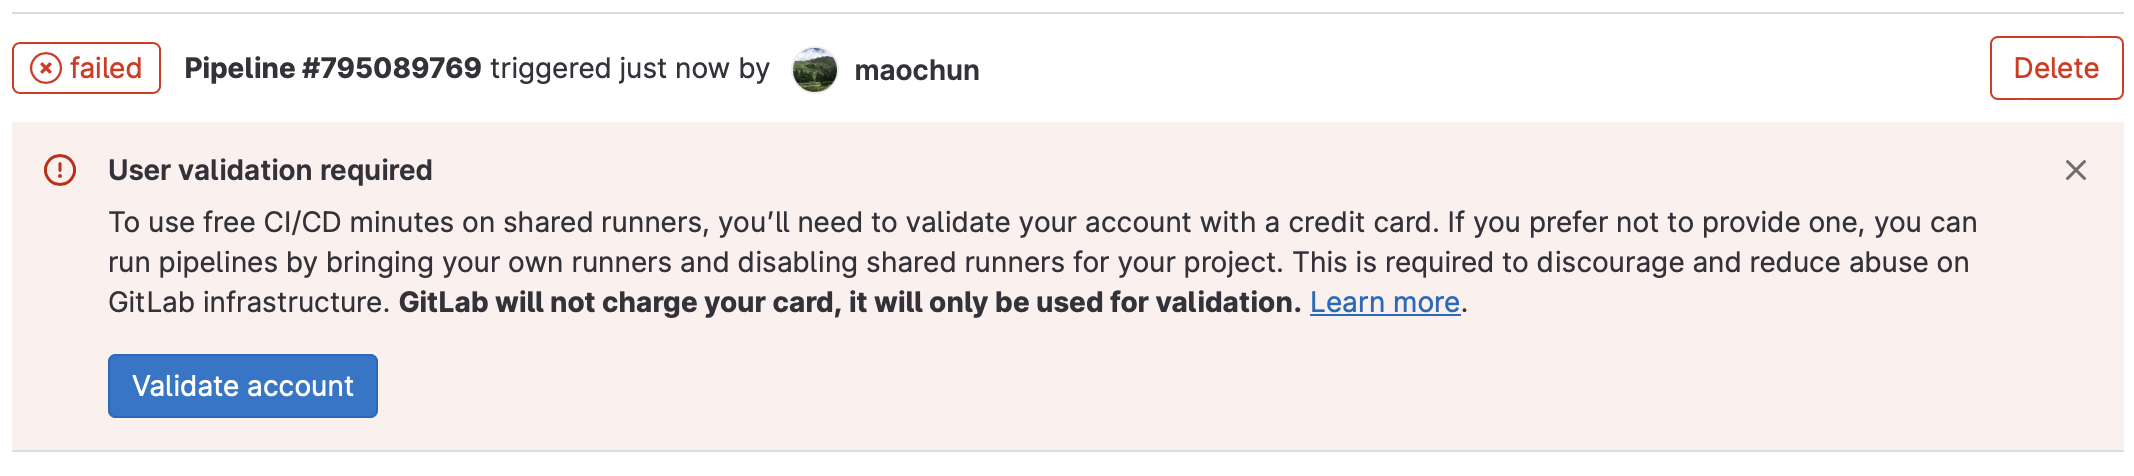 failed Pipeline #795089769 triggered just now by maochun Delete
User validation required
To use free CI/CD minutes on shared runners, you’ll need to validate your account with a credit card. If you prefer not to provide one, you can
run pipelines by bringing your own runners and disabling shared runners for your project. This is required to discourage and reduce abuse on
GitLab infrastructure. GitLab will not charge your card, it will only be used for validation. Learn more.
Validate account